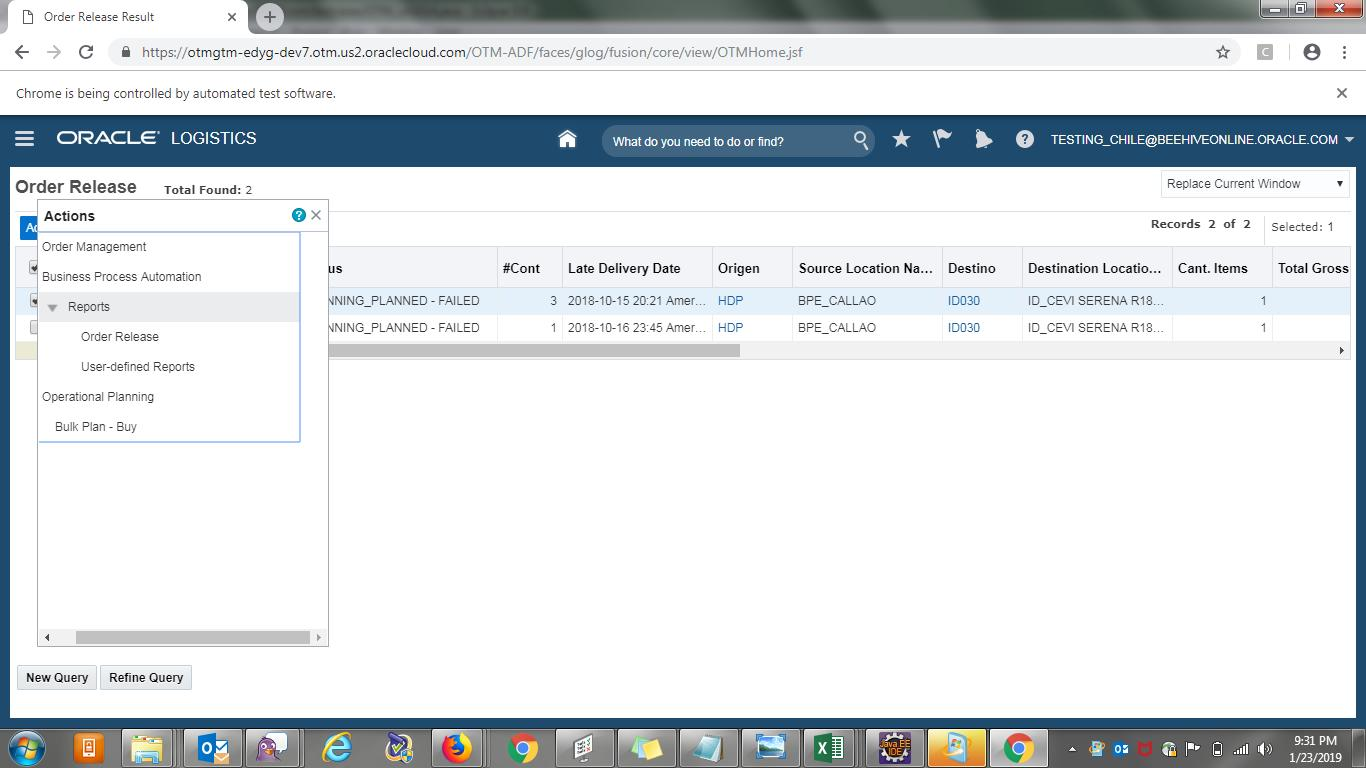 Order Release Result
https://otmgtm-edyg-dev7.otm.us2.oraclecloud.com/OTM-ADF/faces/glog/fusion/core/view/OTMHome.jsf
C
Chrome is being controlled by automated test software.
ORACLE LOGISTICS
What do you need to do or find?
TESTING_CHILE@BEEHIVEONLINE.ORACLE.COM
Order Release
Total Found: 2
Replace Current Window
Records 2 of 2
Selected: 1
Actions
Order Management
Business Process Automation
Reports
Order Release
User-defined Reports
Operational Planning
Bulk Plan - Buy
#Cont Late Delivery Date Origen Source Location Na... Destino Destination Locatio... Cant. Items Total Gross
NNING_PLANNED - FAILED 3 2018-10-15 20:21 Amer... HDP BPE_CALLAO ID030 ID_CEVI SERENA R18... 1
NNING_PLANNED - FAILED 1 2018-10-16 23:45 Amer... HDP BPE_CALLAO ID030 ID_CEVI SERENA R18... 1
New Query Refine Query
Java EE
IDE
9:31 PM
1/23/2019